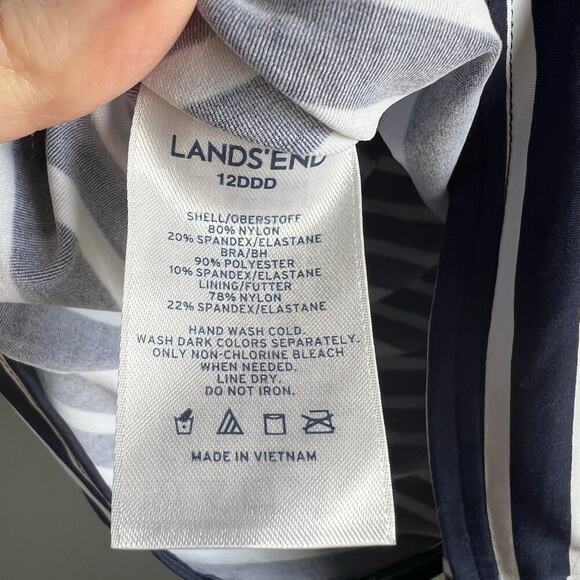 LANDS'END
12DDD
SHELL/OBERSTOFF
80% NYLON
20% SPANDEX/ELASTANE
BRA/BH
90% POLYESTER
10% SPANDEX/ELASTANE
LINING/FUTTER
78% NYLON
22% SPANDEX/ELASTANE
HAND WASH COLD.
WASH DARK COLORS SEPARATELY.
ONLY NON-CHLORINE BLEACH
WHEN NEEDED.
LINE DRY.
DO NOT IRON.
MADE IN VIETNAM